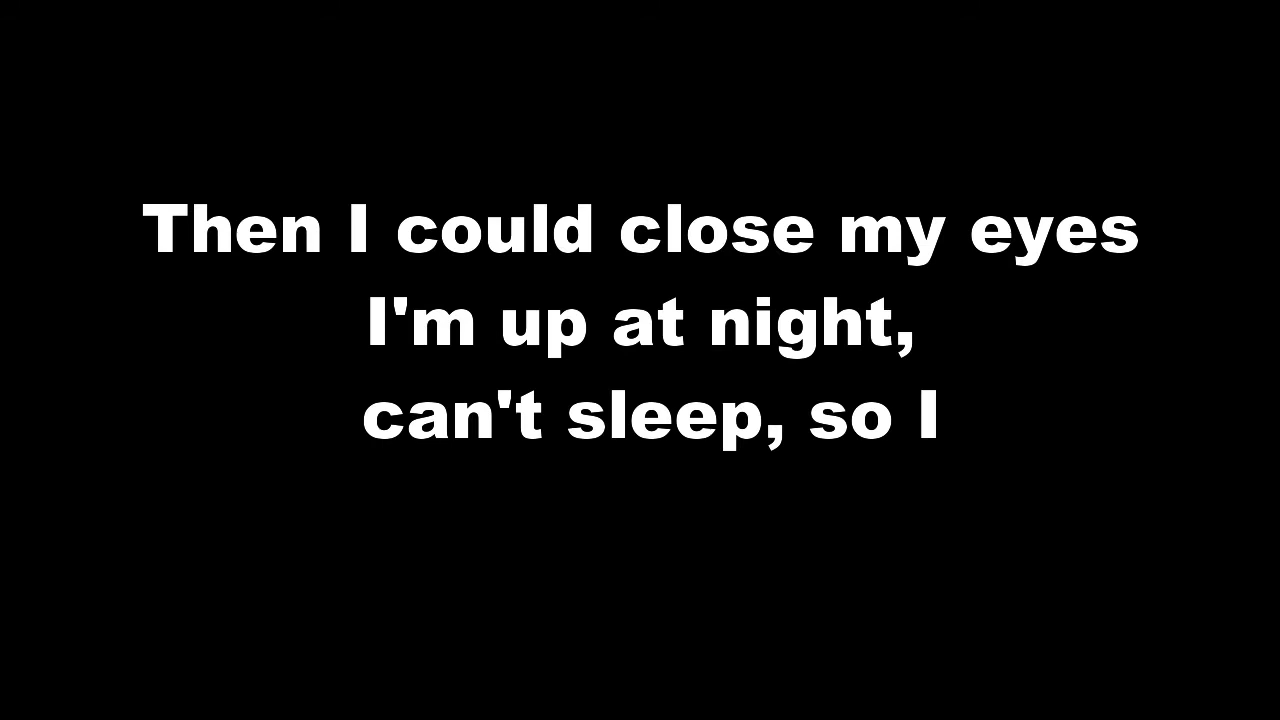 Then I could close my eyes
I'm up at night,
can't sleep, so I